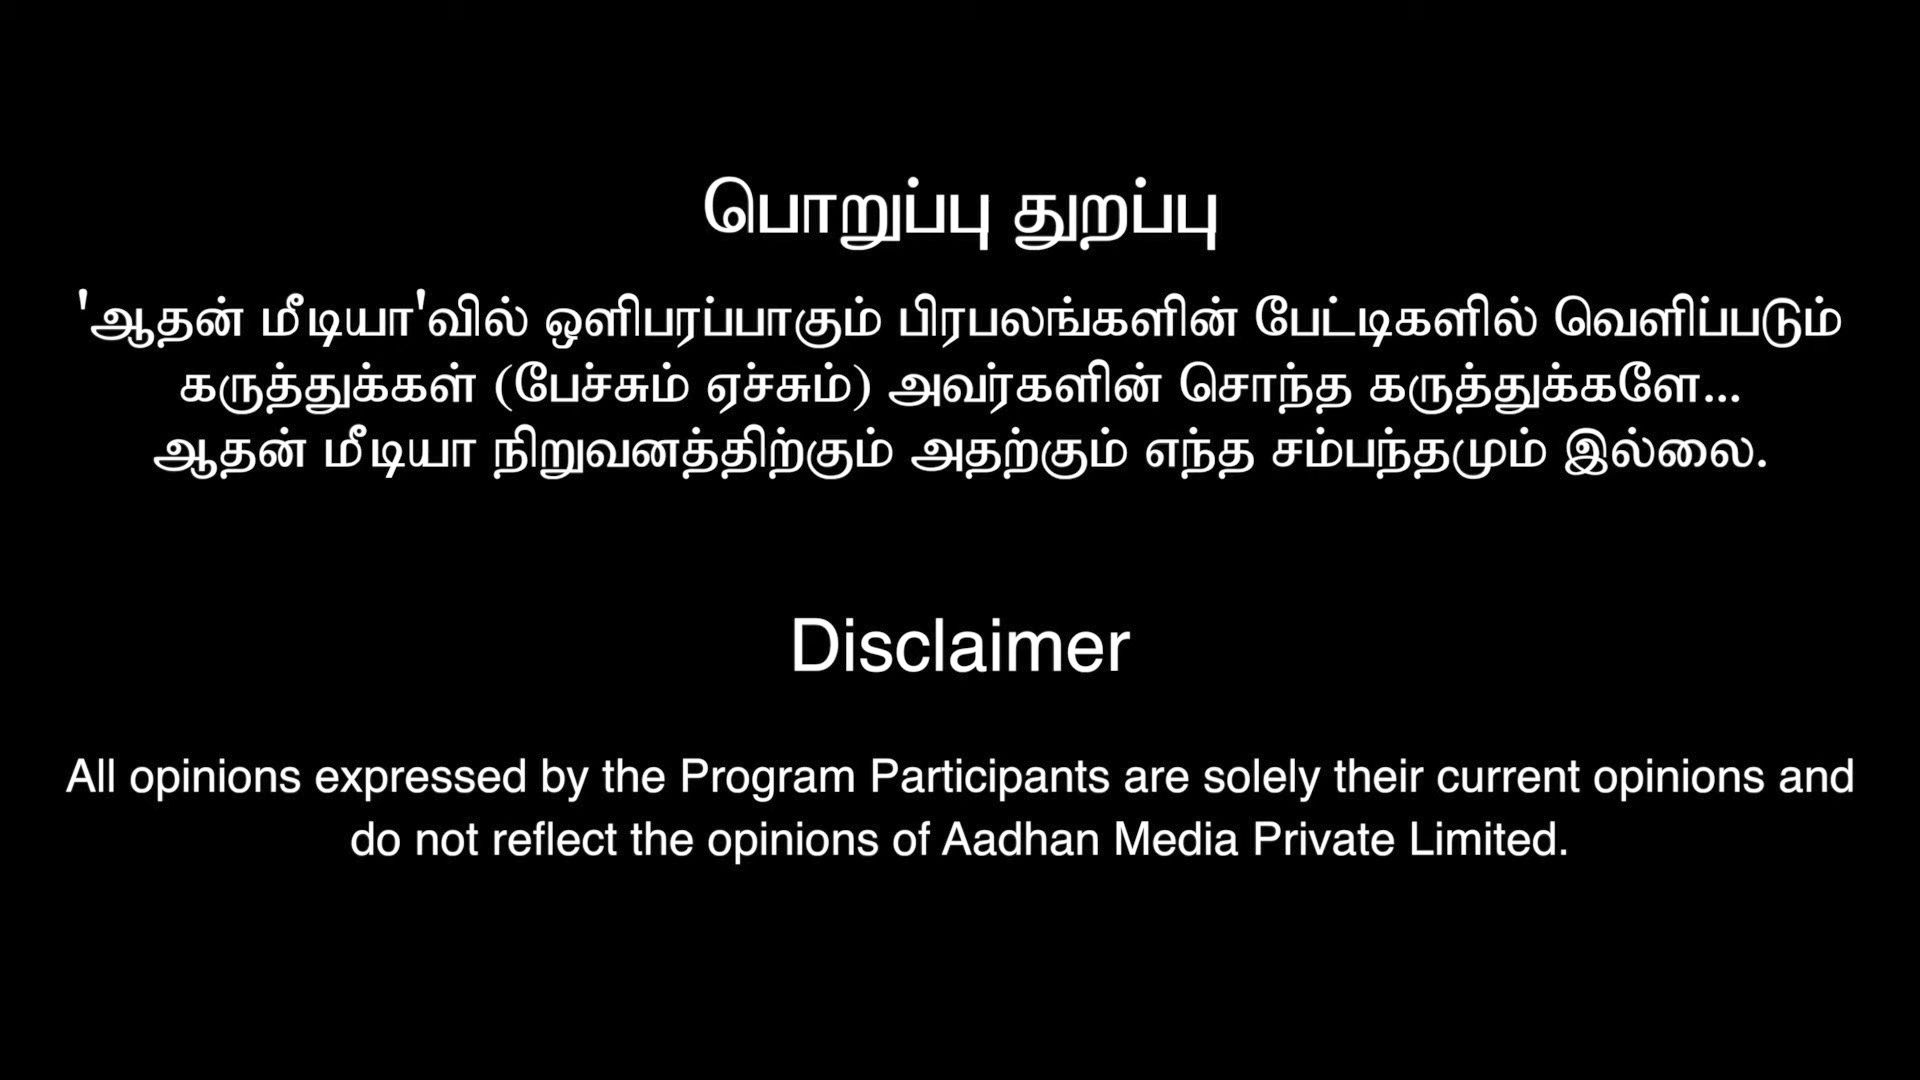 பொறுப்பு துறப்பு
'ஆதன் மீடியா'வில் ஒளிபரப்பாகும் பிரபலங்களின் பேட்டிகளில் வெளிப்படும்
கருத்துக்கள் (பேச்சும் ஏச்சும்) அவர்களின் சொந்த கருத்துக்களே...
ஆதன் மீடியா நிறுவனத்திற்கும் அதற்கும் எந்த சம்பந்தமும் இல்லை.
Disclaimer
All opinions expressed by the Program Participants are solely their current opinions and
do not reflect the opinions of Aadhan Media Private Limited.